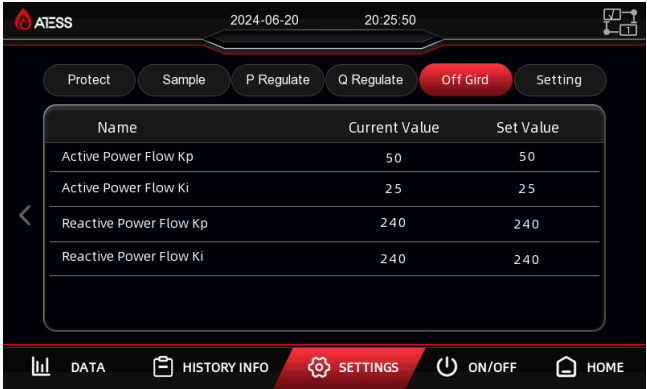 ATESS 2024-06-20 20:25:50
1
Protect Sample P Regulate Q Regulate Off Gird Setting
Name Current Value Set Value
Active Power Flow Kp 50 50
Active Power Flow Ki 25 25
Reactive Power Flow Kp 240 240
Reactive Power Flow Ki 240 240
DATA HISTORY INFO SETTINGS ON/OFF HOME